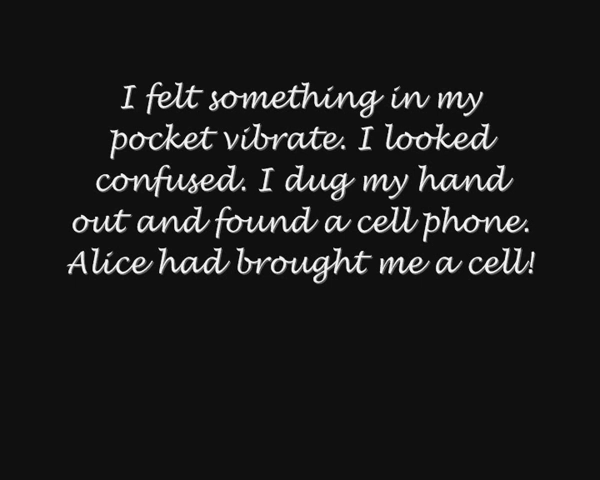 I felt something in my
pocket vibrate. I looked
confused. I dug my hand
out and found a cell phone.
Alice had brought me a cell!